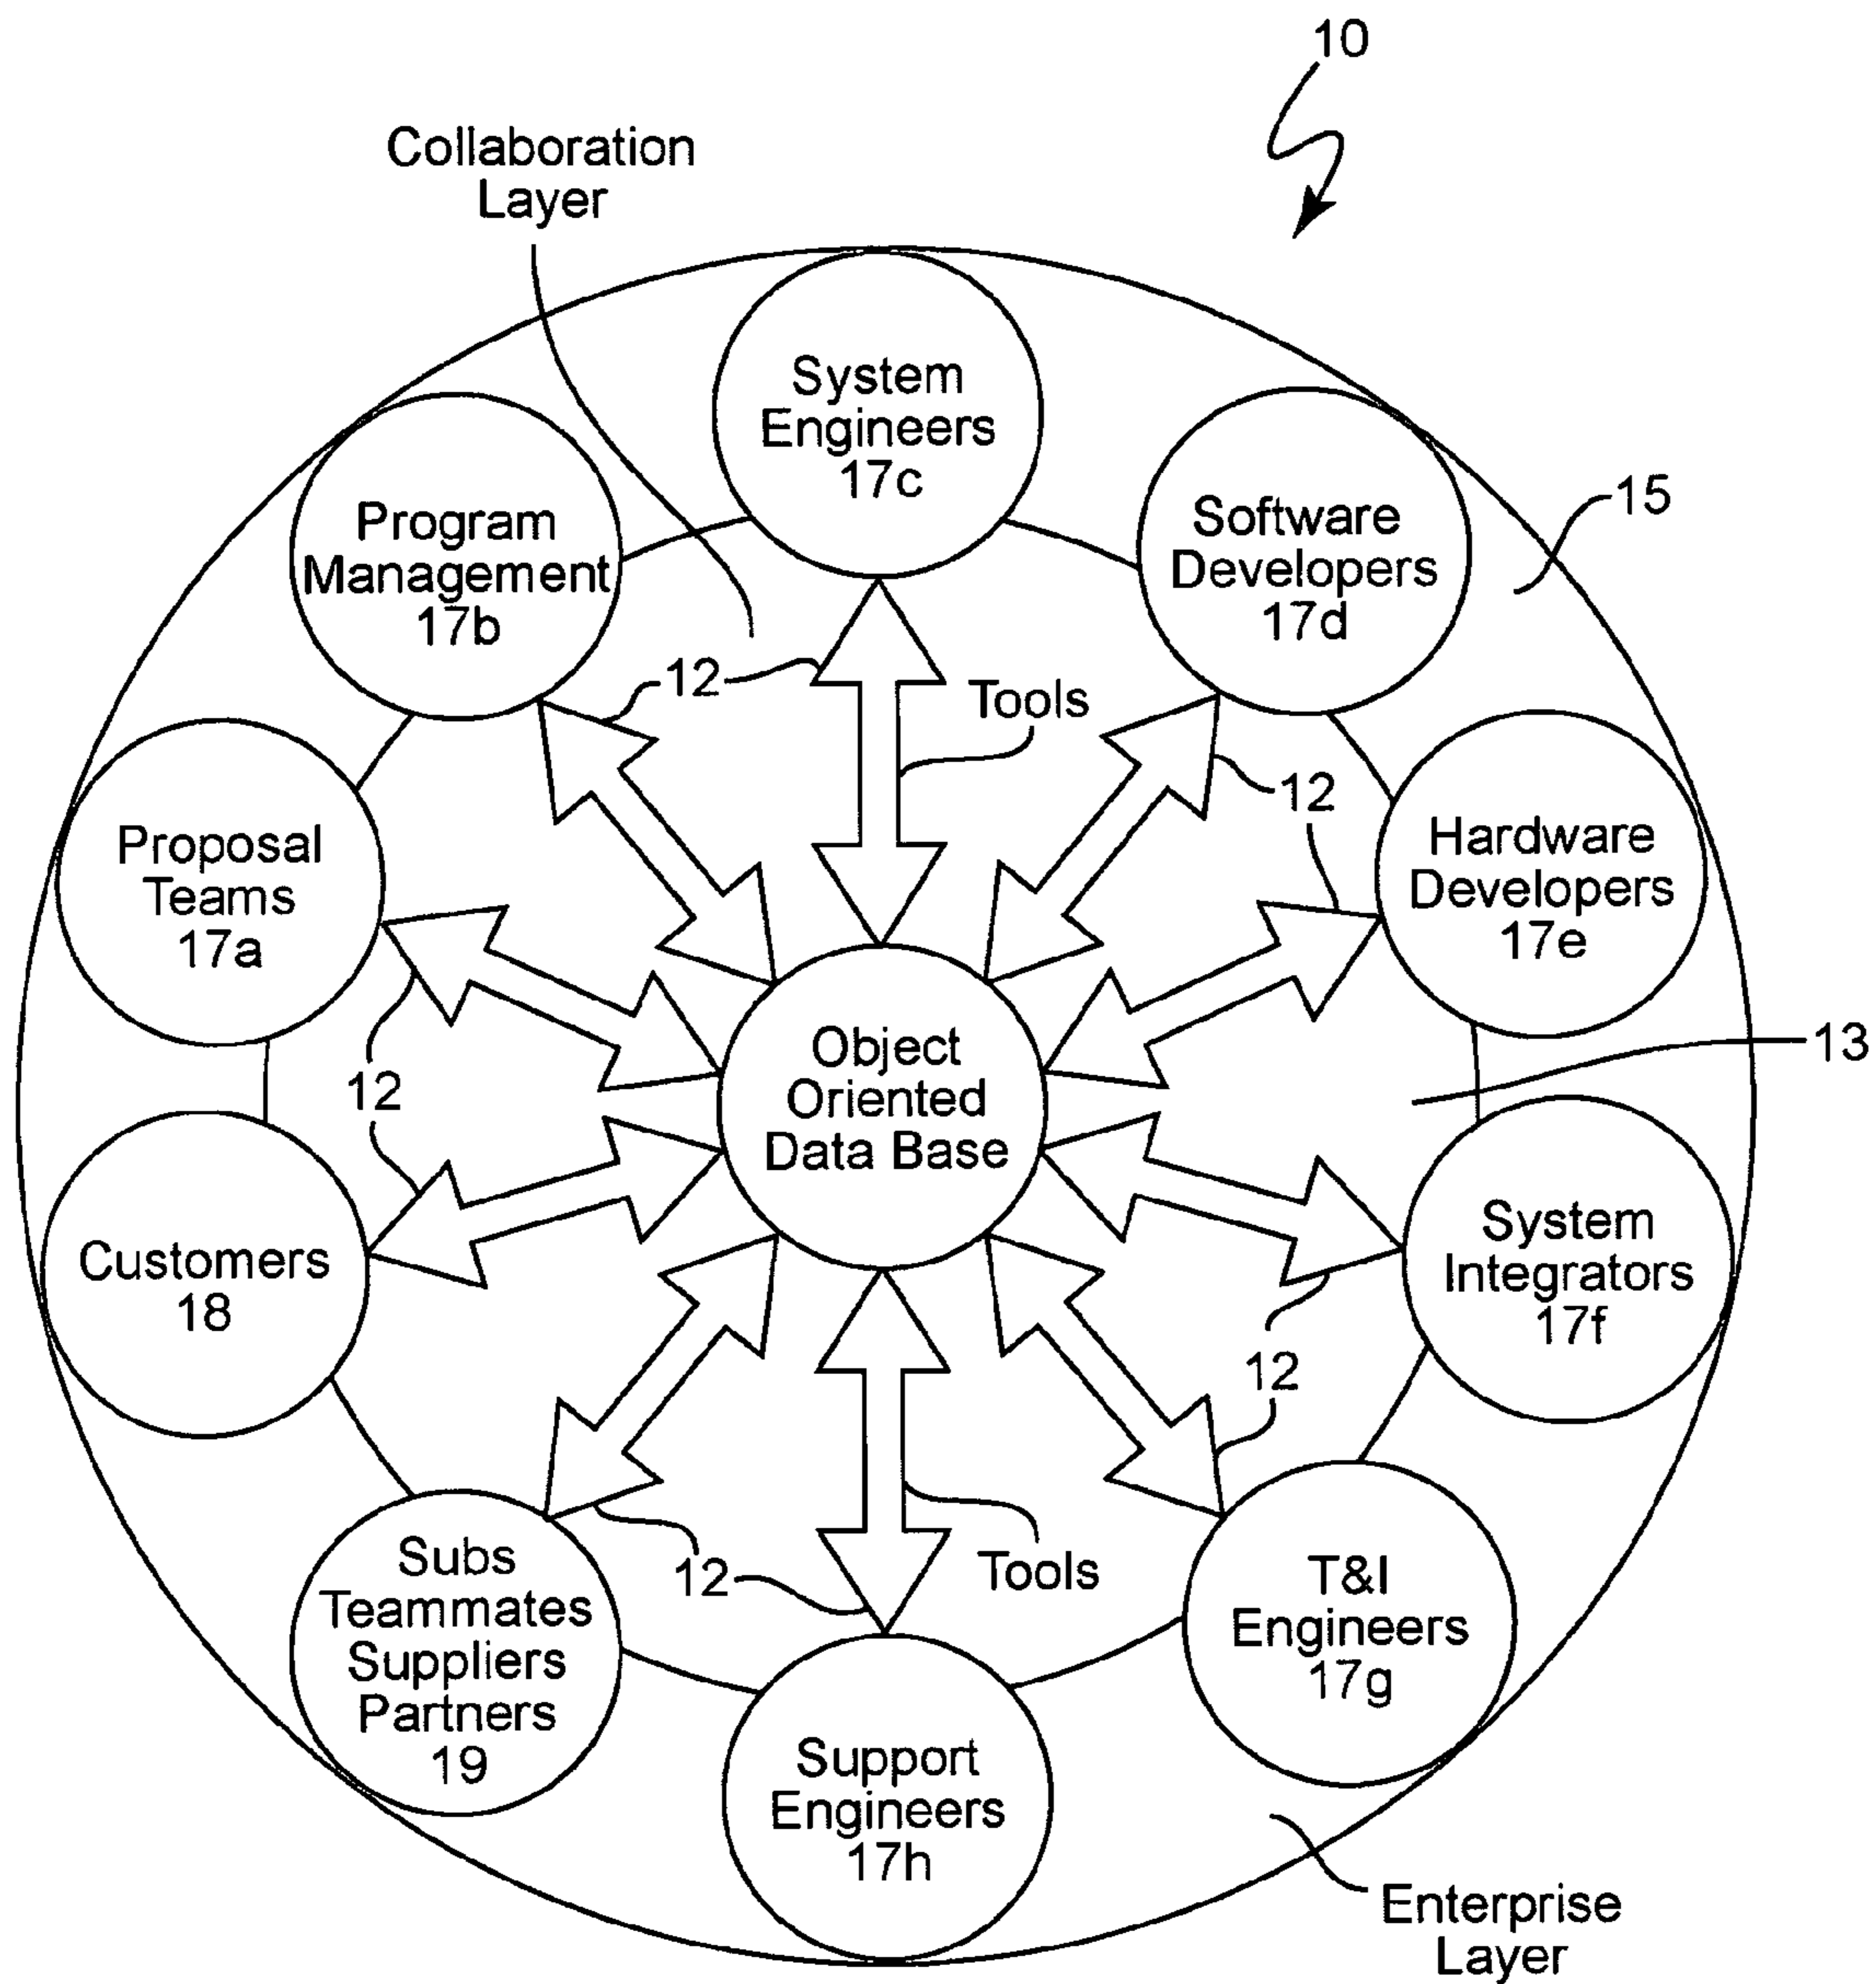 10
Collaboration
Layer
System
Engineers
17c
Program
Management
17b
Software
Developers
17d
15
12
Tools
12
Proposal
Teams
17a
Hardware
Developers
17e
13
12
Object
Oriented
Data Base
Customers
18
System
Integrators
17f
12
Subs
Teammates
Suppliers
Partners
19
12
Tools
T&I
Engineers
17g
Support
Engineers
17h
Enterprise
Layer